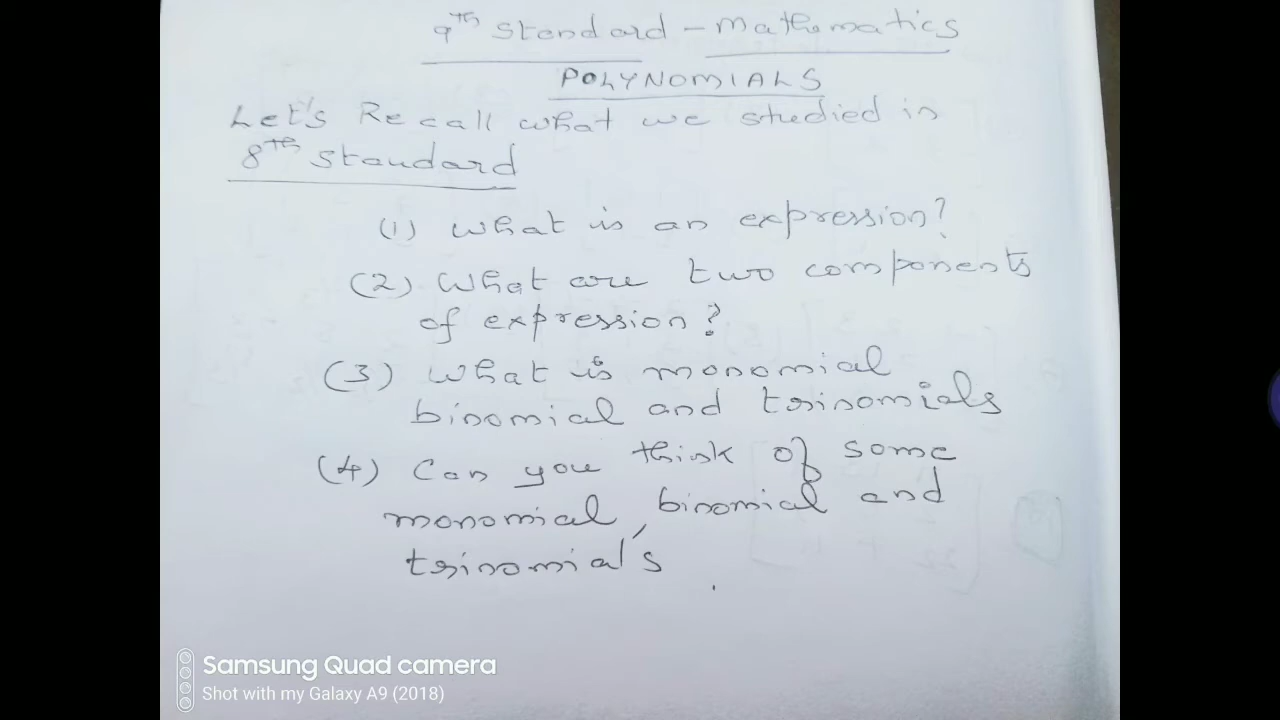 9th Standard - Mathematics
POLYNOMIALS
Let's Recall what we studied in
8th standard
(1) What is an expression?
(2) What are two components
of expression?
(3) What is monomial
binomial and trinomials
(4) Can you think of some
monomial, binomial and
trinomial's
Samsung Quad camera
Shot with my Galaxy A9 (2018)